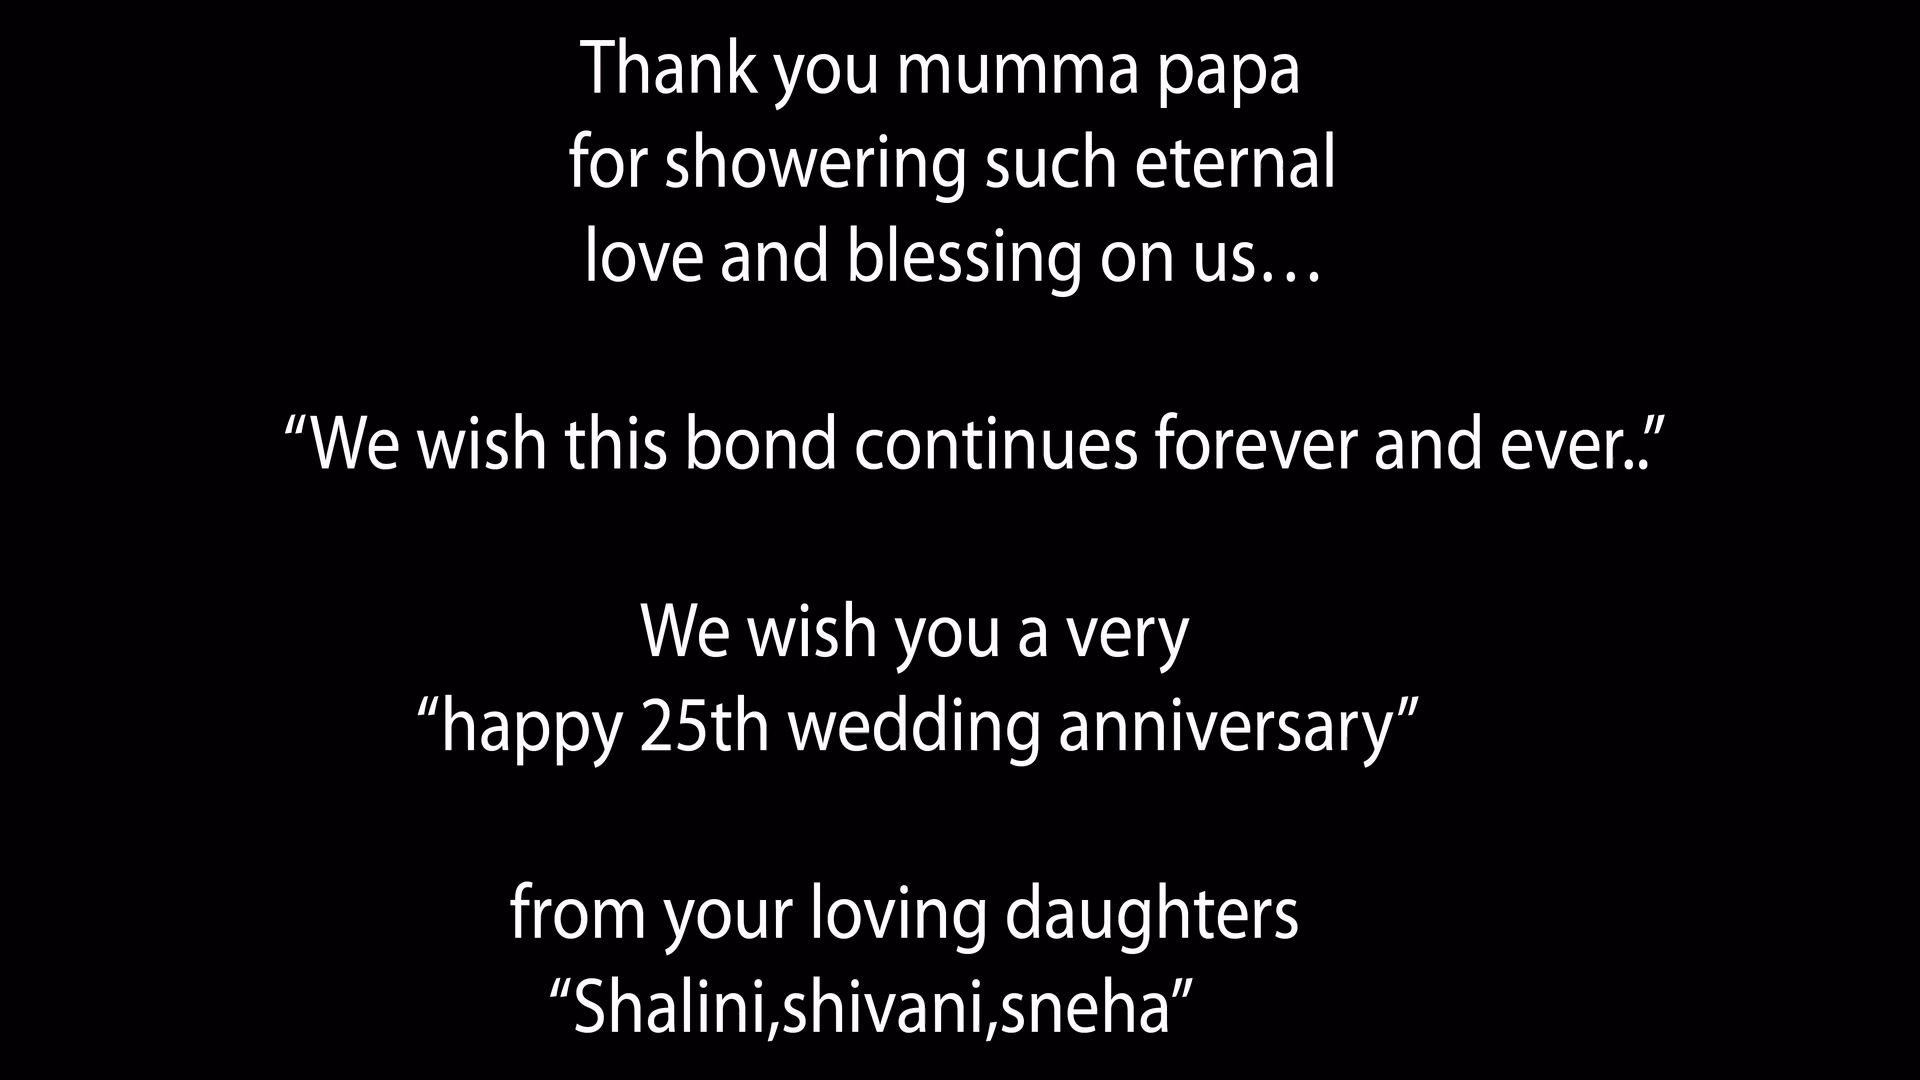 Thank you mumma papa
for showering such eternal
love and blessing on us…
“We wish this bond continues forever and ever..”
We wish you a very
“happy 25th wedding anniversary”
from your loving daughters
“Shalini,shivani,sneha”